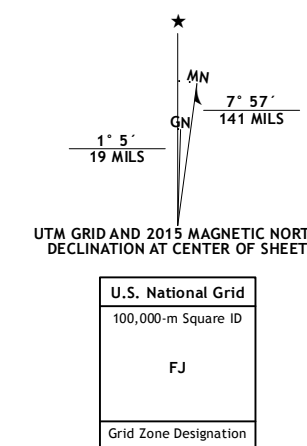 ★
MN
7° 57´
141 MILS
GN
1° 5´
19 MILS
UTM GRID AND 2015 MAGNETIC NORT
DECLINATION AT CENTER OF SHEET
U.S. National Grid
100,000-m Square ID
FJ
Grid Zone Designation